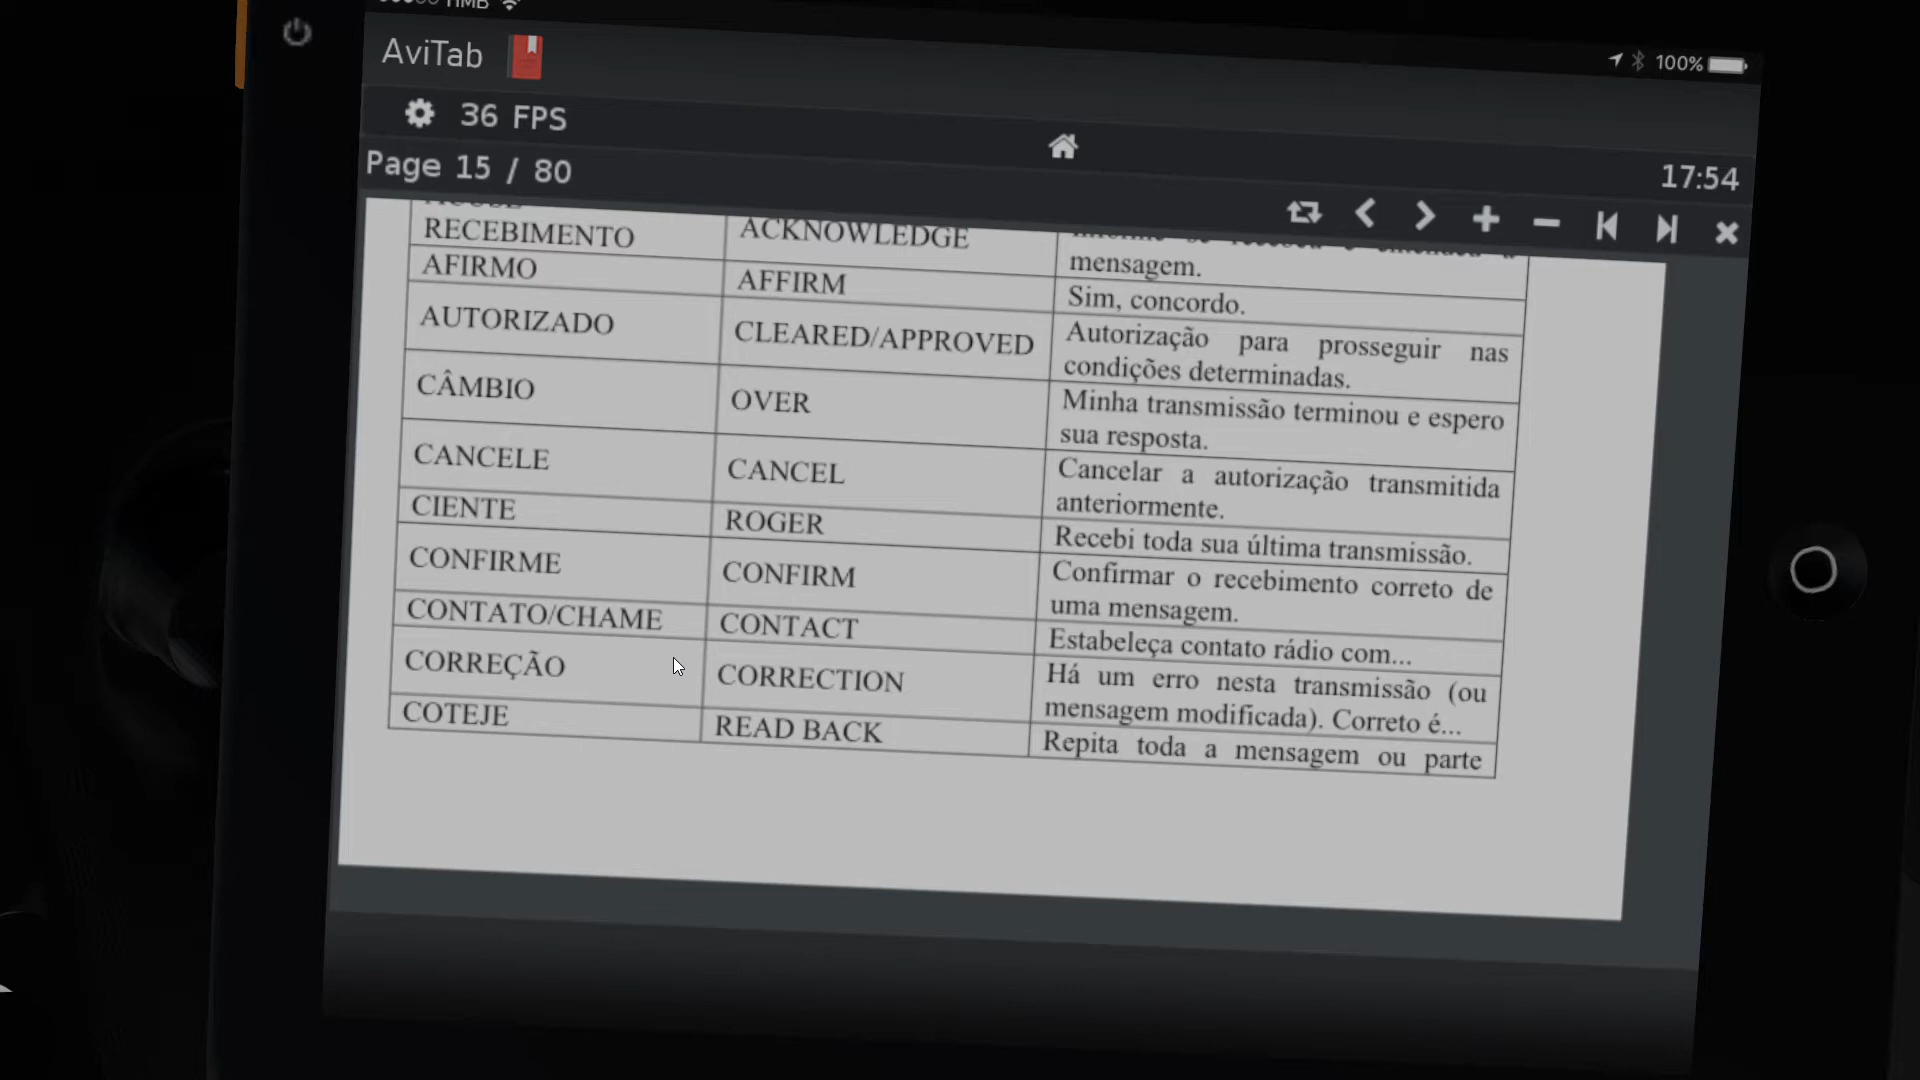 AviTab
100%
36 FPS
17:54
Page 15 / 80
RECEBIMENTO
ACKNOWLEDGE
mensagem.
AFIRMO
AFFIRM
Sim, concordo.
AUTORIZADO
CLEARED/APPROVED
Autorização para prosseguir nas
condições determinadas.
CÂMBIO
OVER
Minha transmissão terminou e espero
sua resposta.
CANCELE
CANCEL
Cancelar a autorização transmitida
anteriormente.
CIENTE
ROGER
Recebi toda sua última transmissão.
CONFIRME
CONFIRM
Confirmar o recebimento correto de
uma mensagem.
CONTATO/CHAME
CONTACT
Estabeleça contato rádio com...
CORREÇÃO
CORRECTION
Há um erro nesta transmissão (ou
mensagem modificada). Correto é...
COTEJE
READ BACK
Repita toda a mensagem ou parte